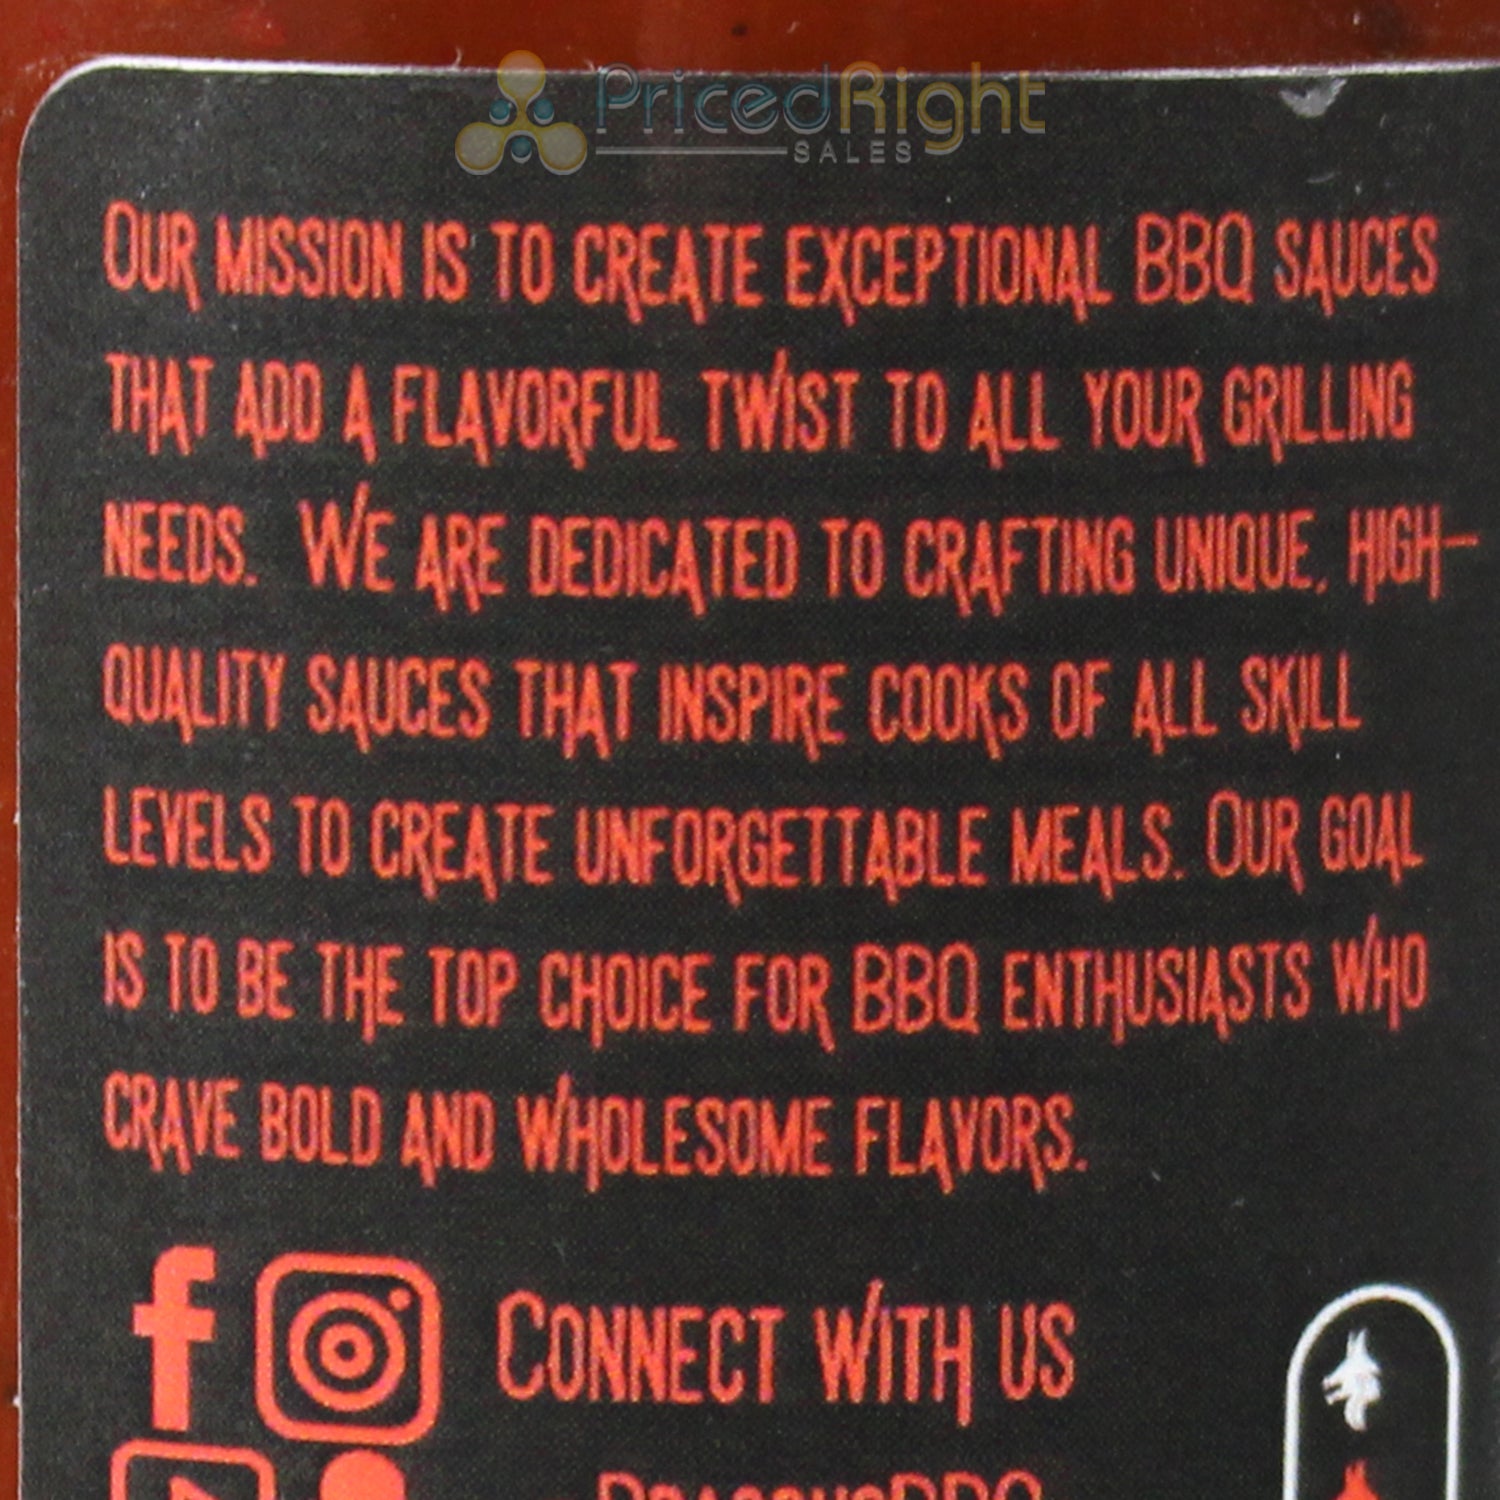 PricedRight
SALES
Our mission is to create exceptional BBQ sauces
that add a flavorful twist to all your grilling
needs. We are dedicated to crafting unique, high-
quality sauces that inspire cooks of all skill
levels to create unforgettable meals. Our goal
is to be the top choice for BBQ enthusiasts who
crave bold and wholesome flavors.
Connect with us